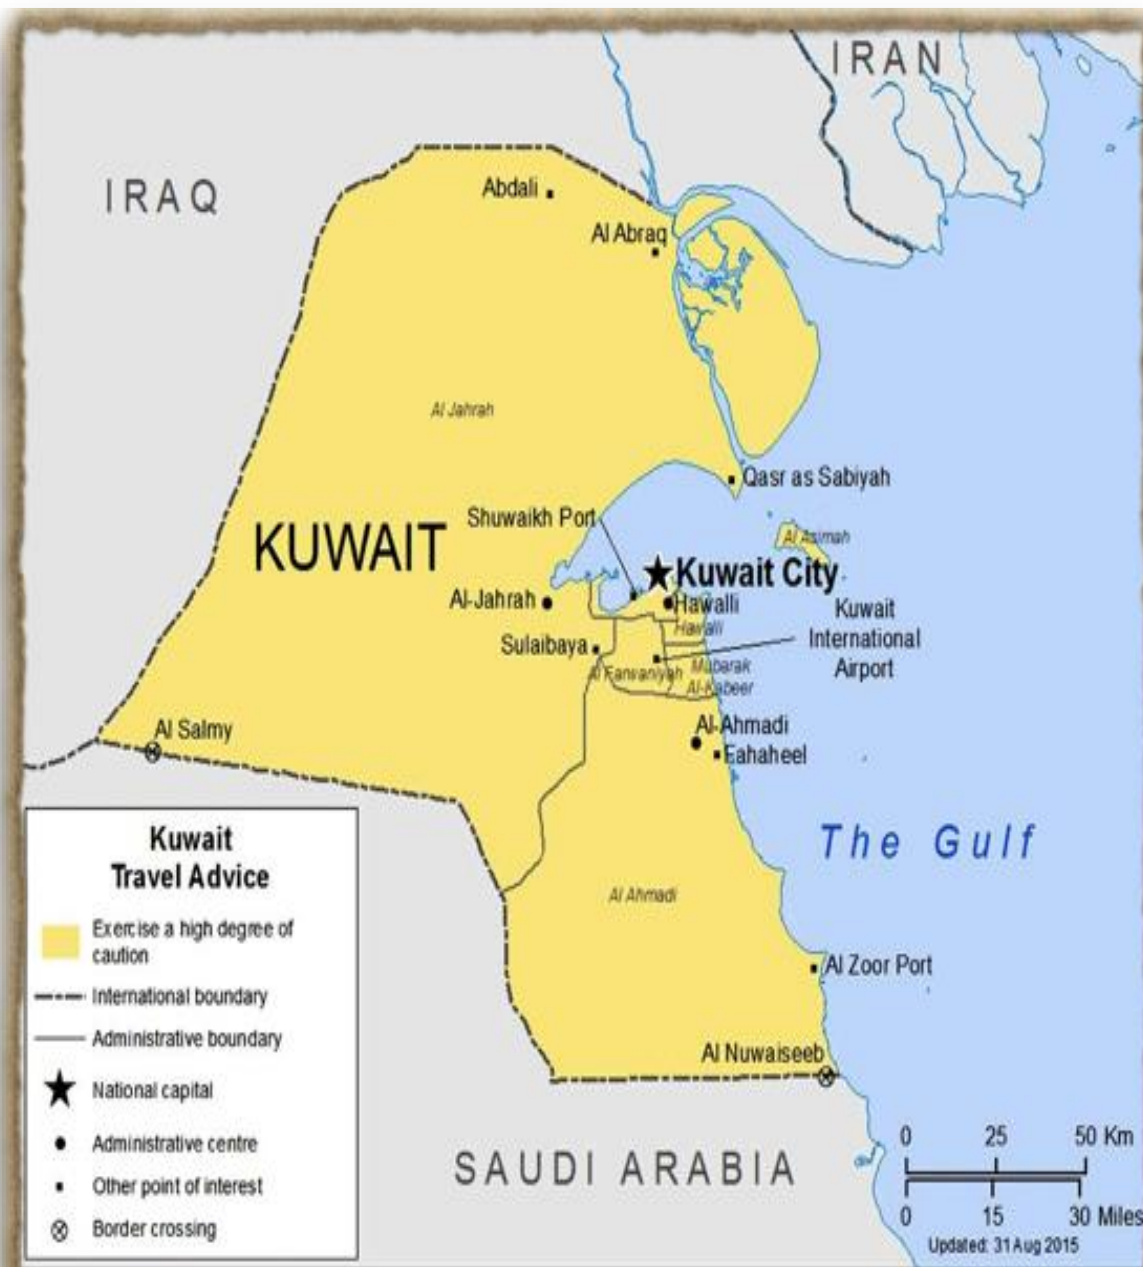 IRAN
IRAQ
Abdali
Al Abraq
Al Jahrah
Qasr as Sabiyah
Shuwaikh Port
KUWAIT
Al Asimah
Kuwait City
Al-Jahrah
Hawalli
Kuwait
International
Airport
Hawalli
Sulaibaya
Mubarak
Al-Kabeer
Al Farwaniyah
Al Salmy
Al-Ahmadi
Fahaheel
The Gulf
Al Ahmadi
Al Zoor Port
Al Nuwaiseeb
SAUDI ARABIA
Kuwait
Travel Advice
Exercise a high degree of
caution
International boundary
Administrative boundary
National capital
Administrative centre
Other point of interest
Border crossing
0 25 50 Km
0 15 30 Miles
Updated: 31 Aug 2015